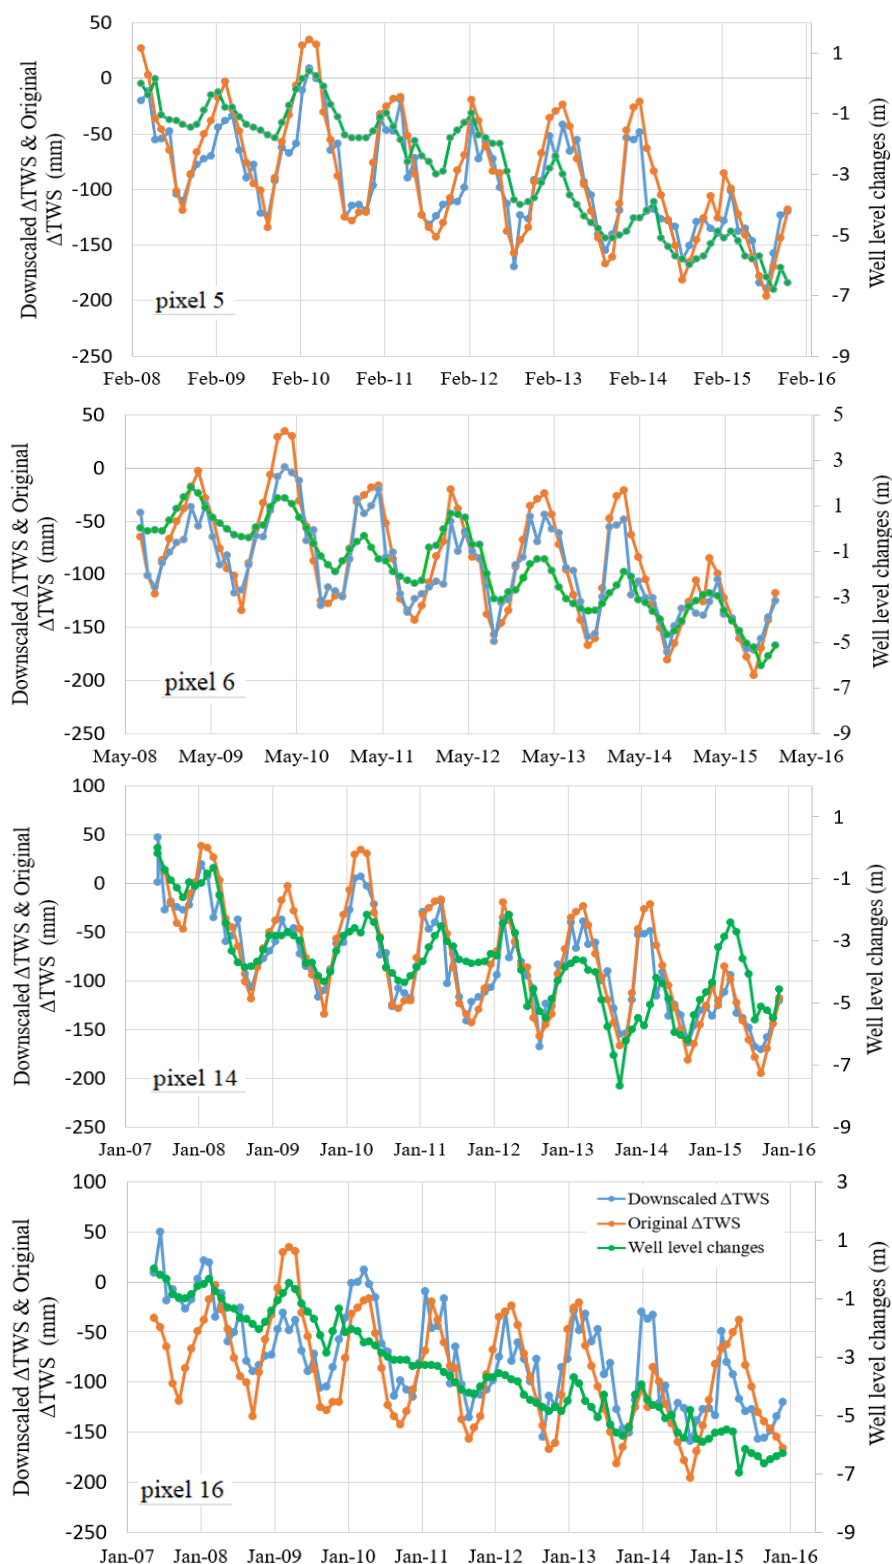 50
0
-50
-100
-150
-200
-250
Downscaled ΔTWS & Original
ΔTWS (mm)
1
-1
-3
-5
-7
-9
Well level changes (m)
pixel 5
Feb-08 Feb-09 Feb-10 Feb-11 Feb-12 Feb-13 Feb-14 Feb-15 Feb-16
50
0
-50
-100
-150
-200
-250
Downscaled ΔTWS & Original
ΔTWS (mm)
5
3
1
-1
-3
-5
-7
-9
Well level changes (m)
pixel 6
May-08 May-09 May-10 May-11 May-12 May-13 May-14 May-15 May-16
100
50
0
-50
-100
-150
-200
-250
Downscaled ΔTWS & Original
ΔTWS (mm)
1
-1
-3
-5
-7
-9
Well level changes (m)
pixel 14
Jan-07 Jan-08 Jan-09 Jan-10 Jan-11 Jan-12 Jan-13 Jan-14 Jan-15 Jan-16
100
50
0
-50
-100
-150
-200
-250
Downscaled ΔTWS & Original
ΔTWS (mm)
3
1
-1
-3
-5
-7
-9
Well level changes (m)
Downscaled ΔTWS
Original ΔTWS
Well level changes
pixel 16
Jan-07 Jan-08 Jan-09 Jan-10 Jan-11 Jan-12 Jan-13 Jan-14 Jan-15 Jan-16